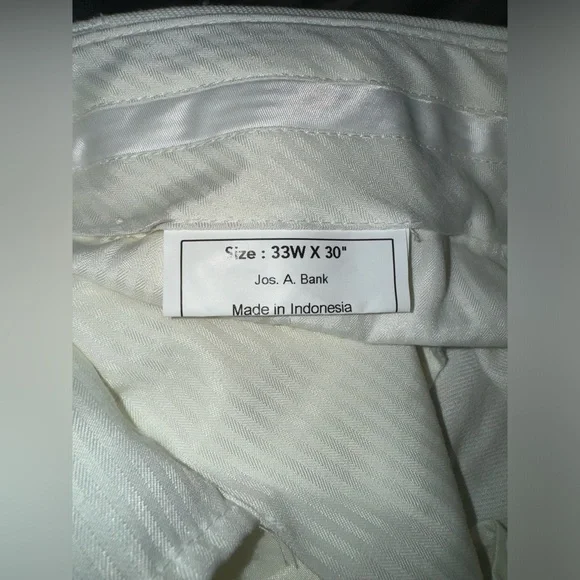 Size : 33W X 30"
Jos. A. Bank
Made in Indonesia